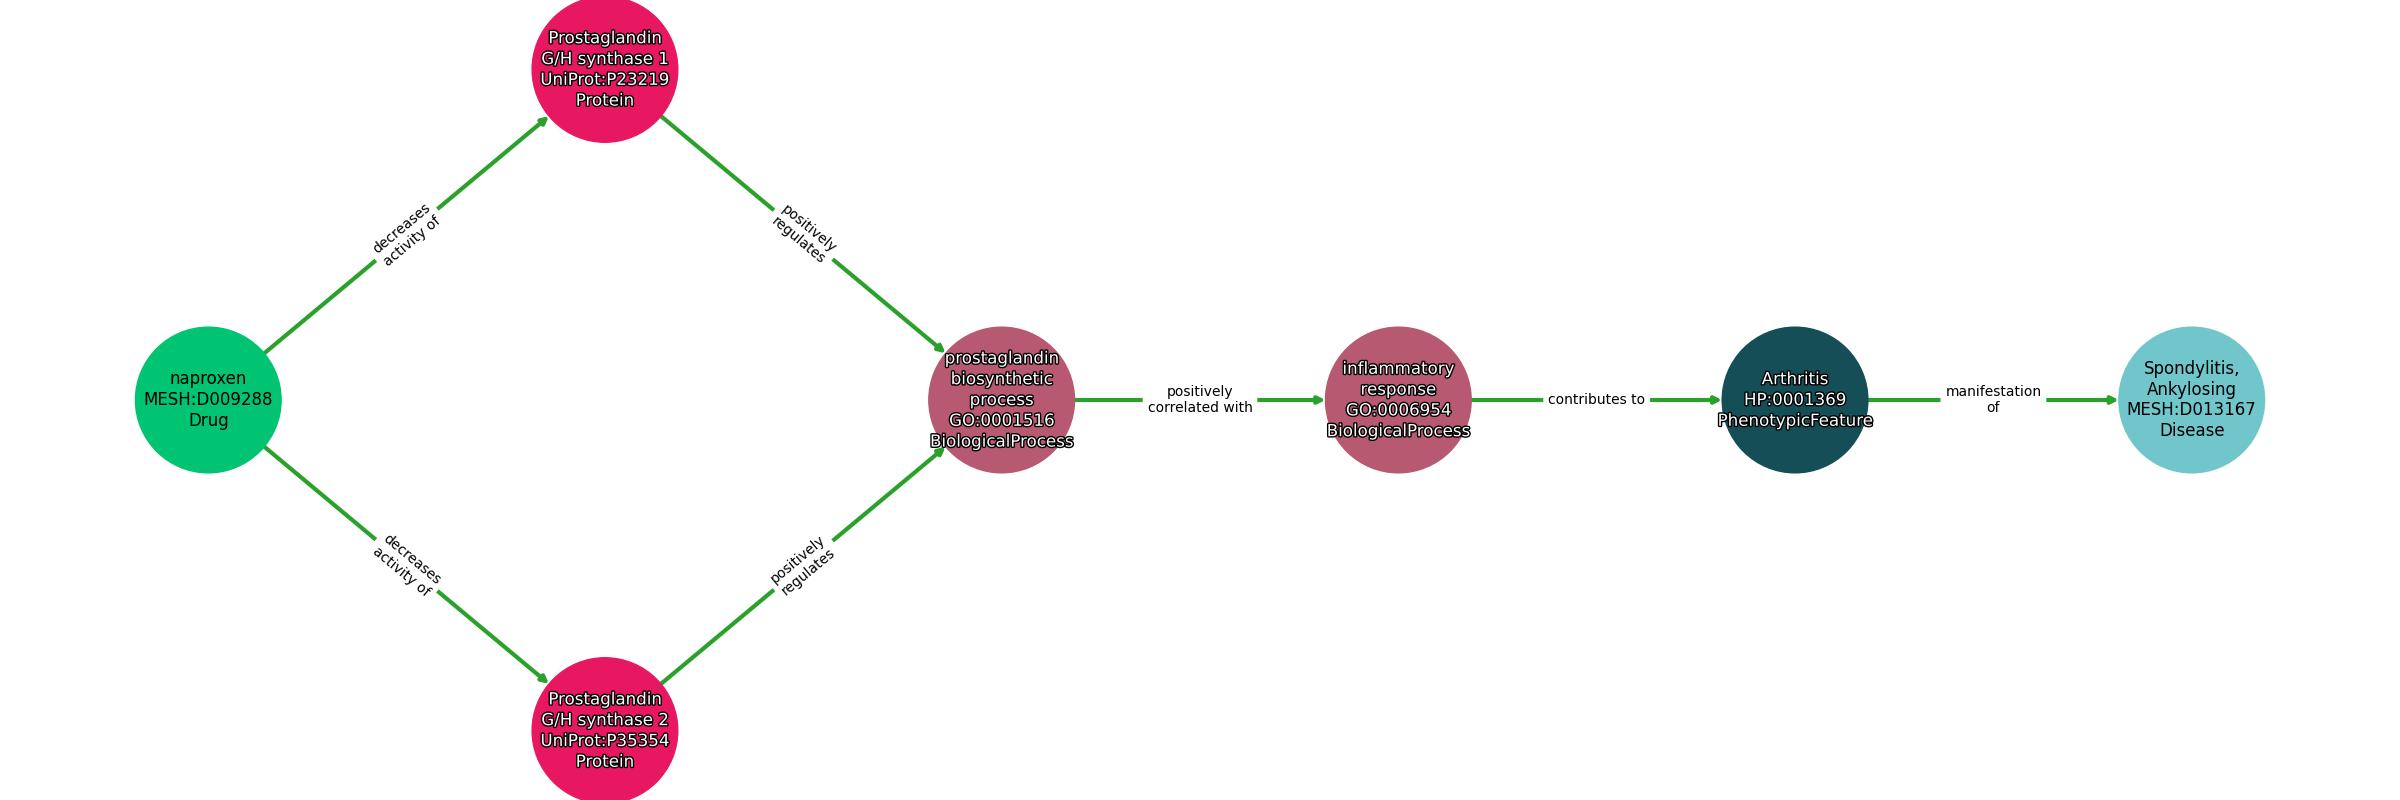 Prostaglandin
G/H synthase 1
UniProt:P23219
Protein
decreases
activity of
positively
regulates
naproxen
MESH:D009288
Drug
prostaglandin
biosynthetic
process
GO:0001516
BiologicalProcess
positively
correlated with
inflammatory
response
GO:0006954
BiologicalProcess
contributes to
Arthritis
HP:0001369
PhenotypicFeature
manifestation
of
Spondylitis,
Ankylosing
MESH:D013167
Disease
decreases
activity of
positively
regulates
Prostaglandin
G/H synthase 2
UniProt:P35354
Protein